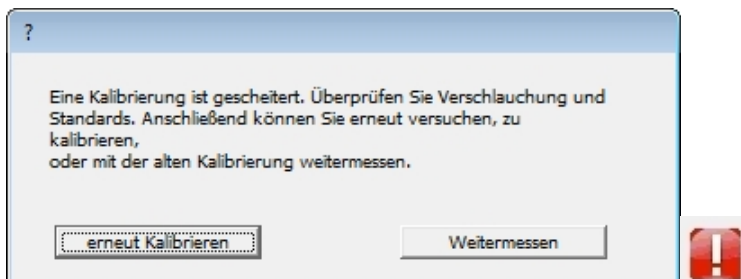 ?
Eine Kalibrierung ist gescheitert. Überprüfen Sie Verschlauchung und
Standards. Anschließend können Sie erneut versuchen, zu
kalibrieren,
oder mit der alten Kalibrierung weitermessen.
erneut Kalibrieren
Weitermessen
!